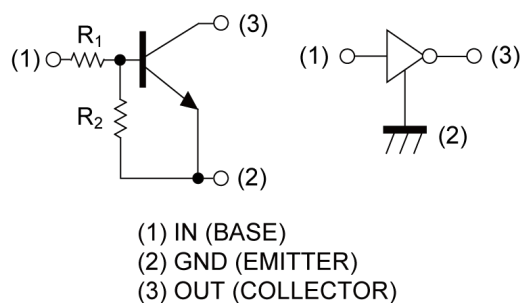 (3)
R1
(1)
R2
(2)
(1)
(3)
(2)
(1) IN (BASE)
(2) GND (EMITTER)
(3) OUT (COLLECTOR)